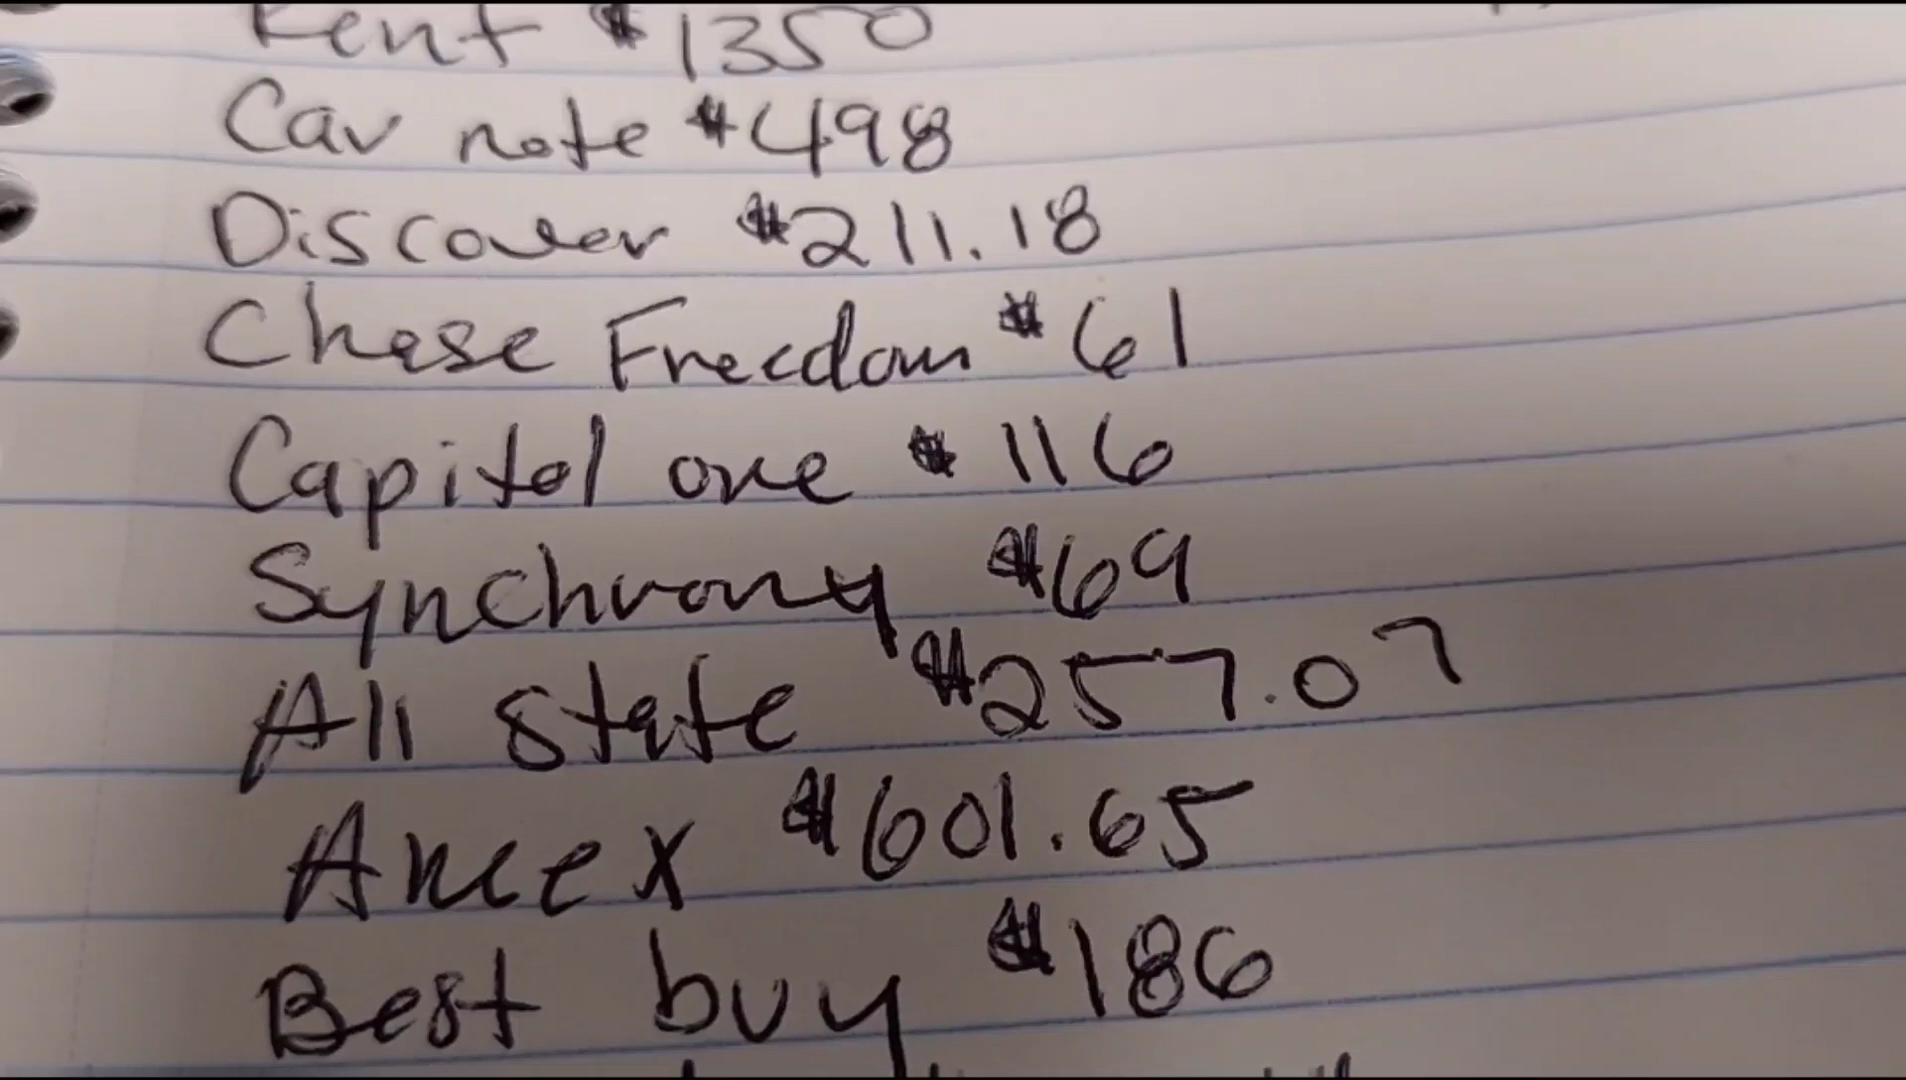 Rent $1350
Car note $498
Discover $211.18
Chase Freedom $61
Capitol one $116
Synchrony $69
All state $257.07
Amex $601.65
Best buy $186